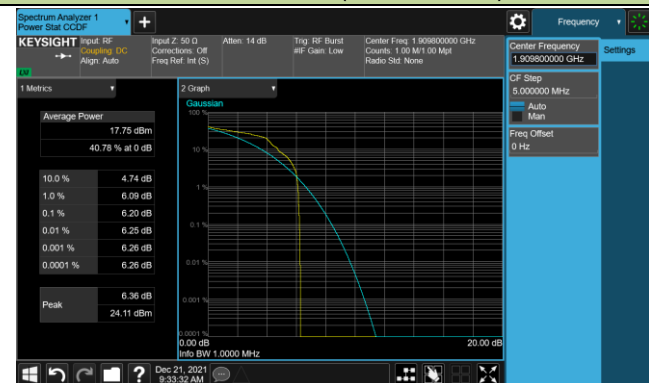 Spectrum Analyzer 1
Power Stat CCDF
Frequency
KEYSIGHT
Input: RF
Coupling: DC
Align: Auto
Input Z: 50 Ω
Corrections: Off
Freq Ref: Int (S)
Atten: 14 dB
Trig: RF Burst
#IF Gain: Low
Center Freq: 1.909800000 GHz
Counts: 1.00 M/1.00 Mpt
Radio Std: None
Center Frequency
1.909800000 GHz
Settings
CF Step
5.000000 MHz
Auto
Man
Freq Offset
0 Hz
1 Metrics
Average Power
17.75 dBm
40.78 % at 0 dB
10.0 % 4.74 dB
1.0 % 6.09 dB
0.1 % 6.20 dB
0.01 % 6.25 dB
0.001 % 6.26 dB
0.0001 % 6.26 dB
Peak
6.36 dB
24.11 dBm
2 Graph
Gaussian
100 %
10 %
1 %
0.1 %
0.01 %
0.001 %
0.0001 %
0.00 dB
20.00 dB
Info BW 1.0000 MHz
Dec 21, 2021
9:33:32 AM